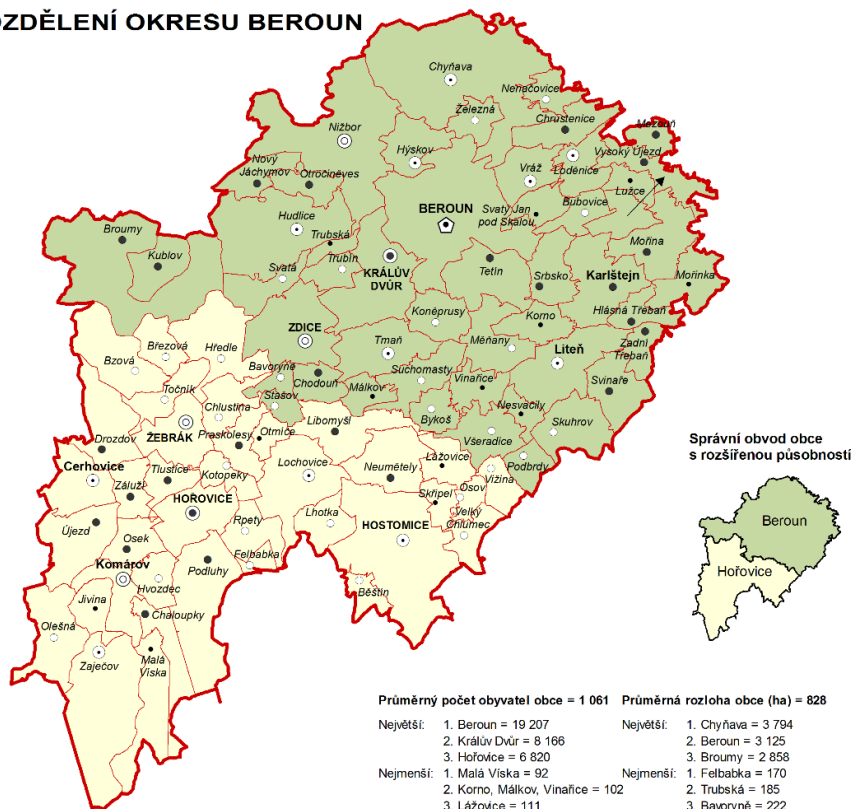 OZDĚLENÍ OKRESU BEROUN
Chyňava
Nenačovice
Železná
Chrustenice
Mezouň
Nižbor
Hýskov
Vysoký Újezd
Nový
Jáchymov
Otročiněves
Vráž
Loděnice
Lužce
Bubovice
BEROUN
Svatý Jan
pod Skalou
Hudlice
Broumy
Trubská
Kublov
Trubín
Svatá
KRÁLŮV
DVŮR
Tetín
Srbsko
Karlštejn
Mořina
Mořinka
Koněprusy
Korno
Hlásná Třebaň
ZDICE
Zadní
Třebaň
Tmaň
Měňany
Liteň
Bzová
Březová
Hředle
Bavoryně
Chodouň
Málkov
Suchomasty
Vinařice
Svinaře
Točník
Stašov
Nesvačily
Bykoš
Skuhrov
Chlustina
Libomyšl
Všeradice
ŽEBRÁK
Praskolesy
Otmíče
Podbrdy
Drozdov
Lážovice
Vižina
Cerhovice
Tlustice
Kotopeky
Lochovice
Neumětely
Záluží
HOŘOVICE
Skřipel
Osov
Velký
Chlumec
Újezd
Rpety
Lhotka
HOSTOMICE
Osek
Felbabka
Komárov
Podluhy
Hvozdec
Běštín
Jivina
Chaloupky
Olešná
Zaječov
Malá
Víska
Správní obvod obce
s rozšířenou působností
Beroun
Hořovice
Průměrný počet obyvatel obce = 1 061 Průměrná rozloha obce (ha) = 828
Největší: 1. Beroun = 19 207 Největší: 1. Chyňava = 3 794
2. Králův Dvůr = 8 166 2. Beroun = 3 125
3. Hořovice = 6 820 3. Broumy = 2 858
Nejmenší: 1. Malá Víska = 92 Nejmenší: 1. Felbabka = 170
2. Korno, Málkov, Vinařice = 102 2. Trubská = 185
3. Lážovice = 111 3. Bavoryně = 222